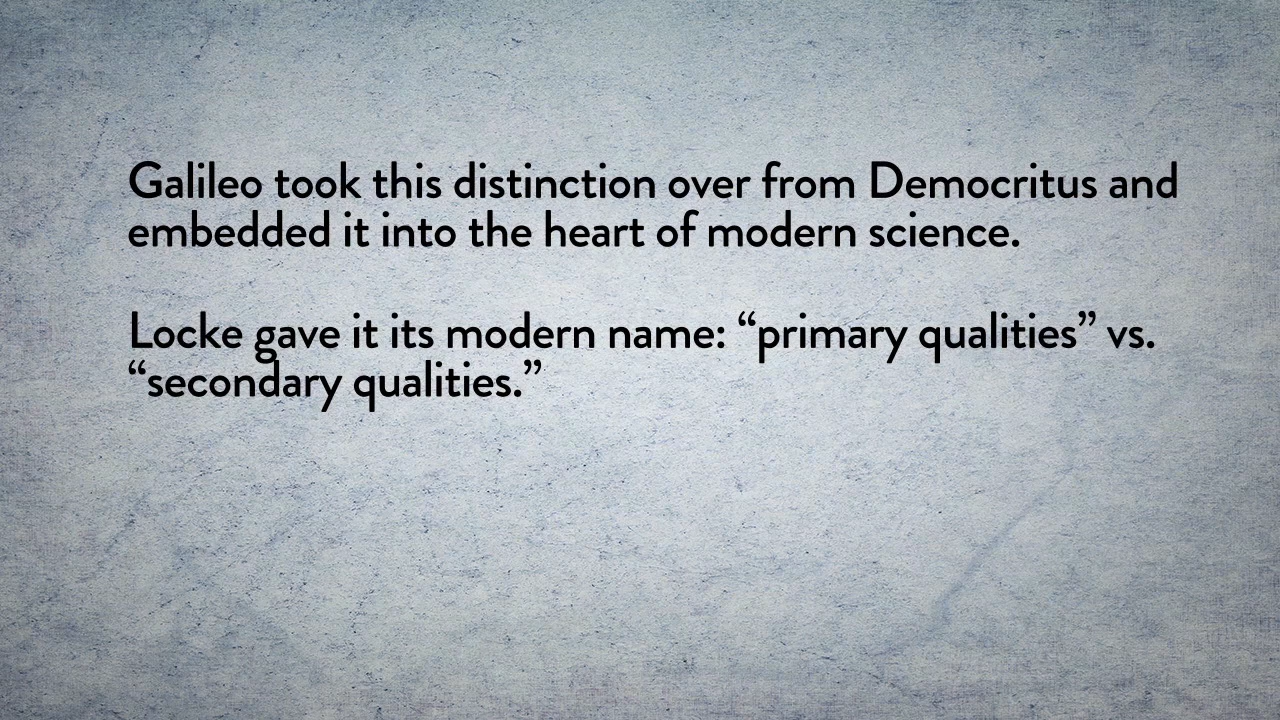 Galileo took this distinction over from Democritus and
embedded it into the heart of modern science.
Locke gave it its modern name: “primary qualities” vs.
“secondary qualities.”